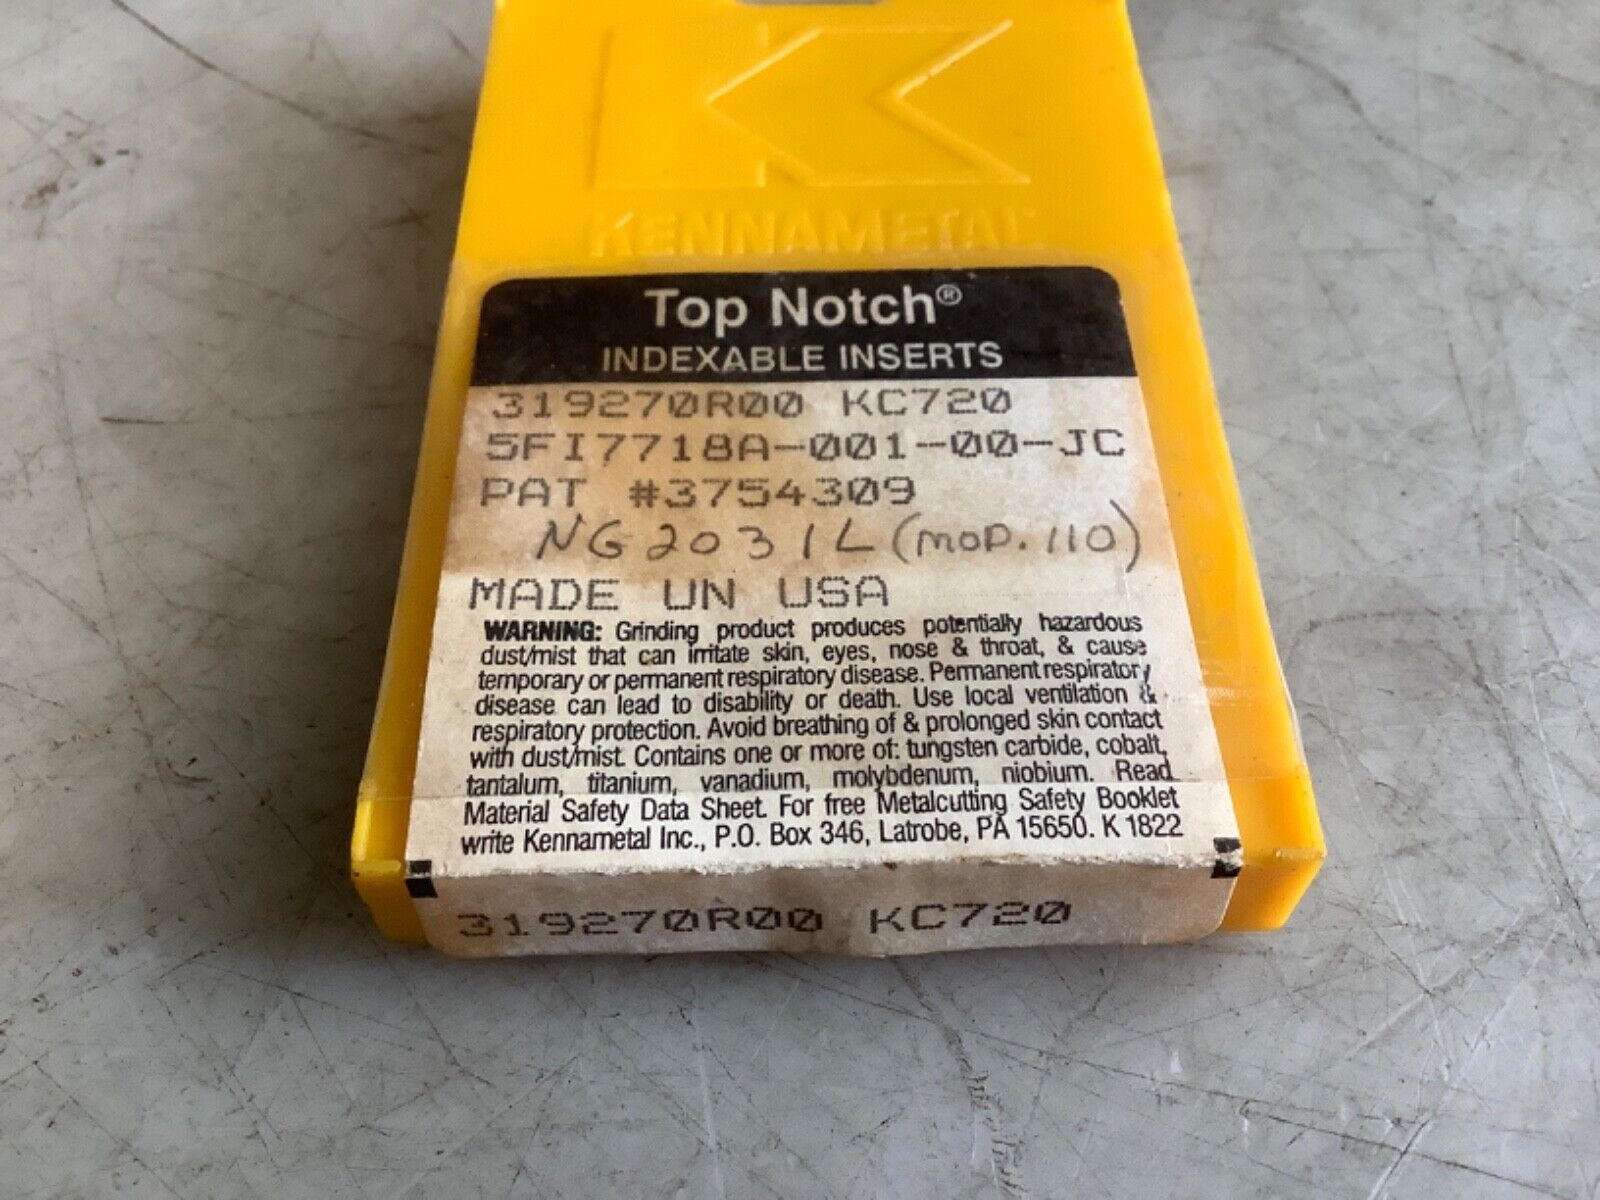 KENNAMETAL
Top Notch®
INDEXABLE INSERTS
319270R00 KC720
5FI7718A-001-00-JC
PAT #3754309
NG2031L (MOD. 110)
MADE UN USA
WARNING: Grinding product produces potentially hazardous
dust/mist that can irritate skin, eyes, nose & throat, & cause
temporary or permanent respiratory disease. Permanent respiratory
disease can lead to disability or death. Use local ventilation &
respiratory protection. Avoid breathing of & prolonged skin contact
with dust/mist. Contains one or more of: tungsten carbide, cobalt,
tantalum, titanium, vanadium, molybdenum, niobium. Read
Material Safety Data Sheet. For free Metalcutting Safety Booklet
write Kennametal Inc., P.O. Box 346, Latrobe, PA 15650. K 1822
319270R00 KC720